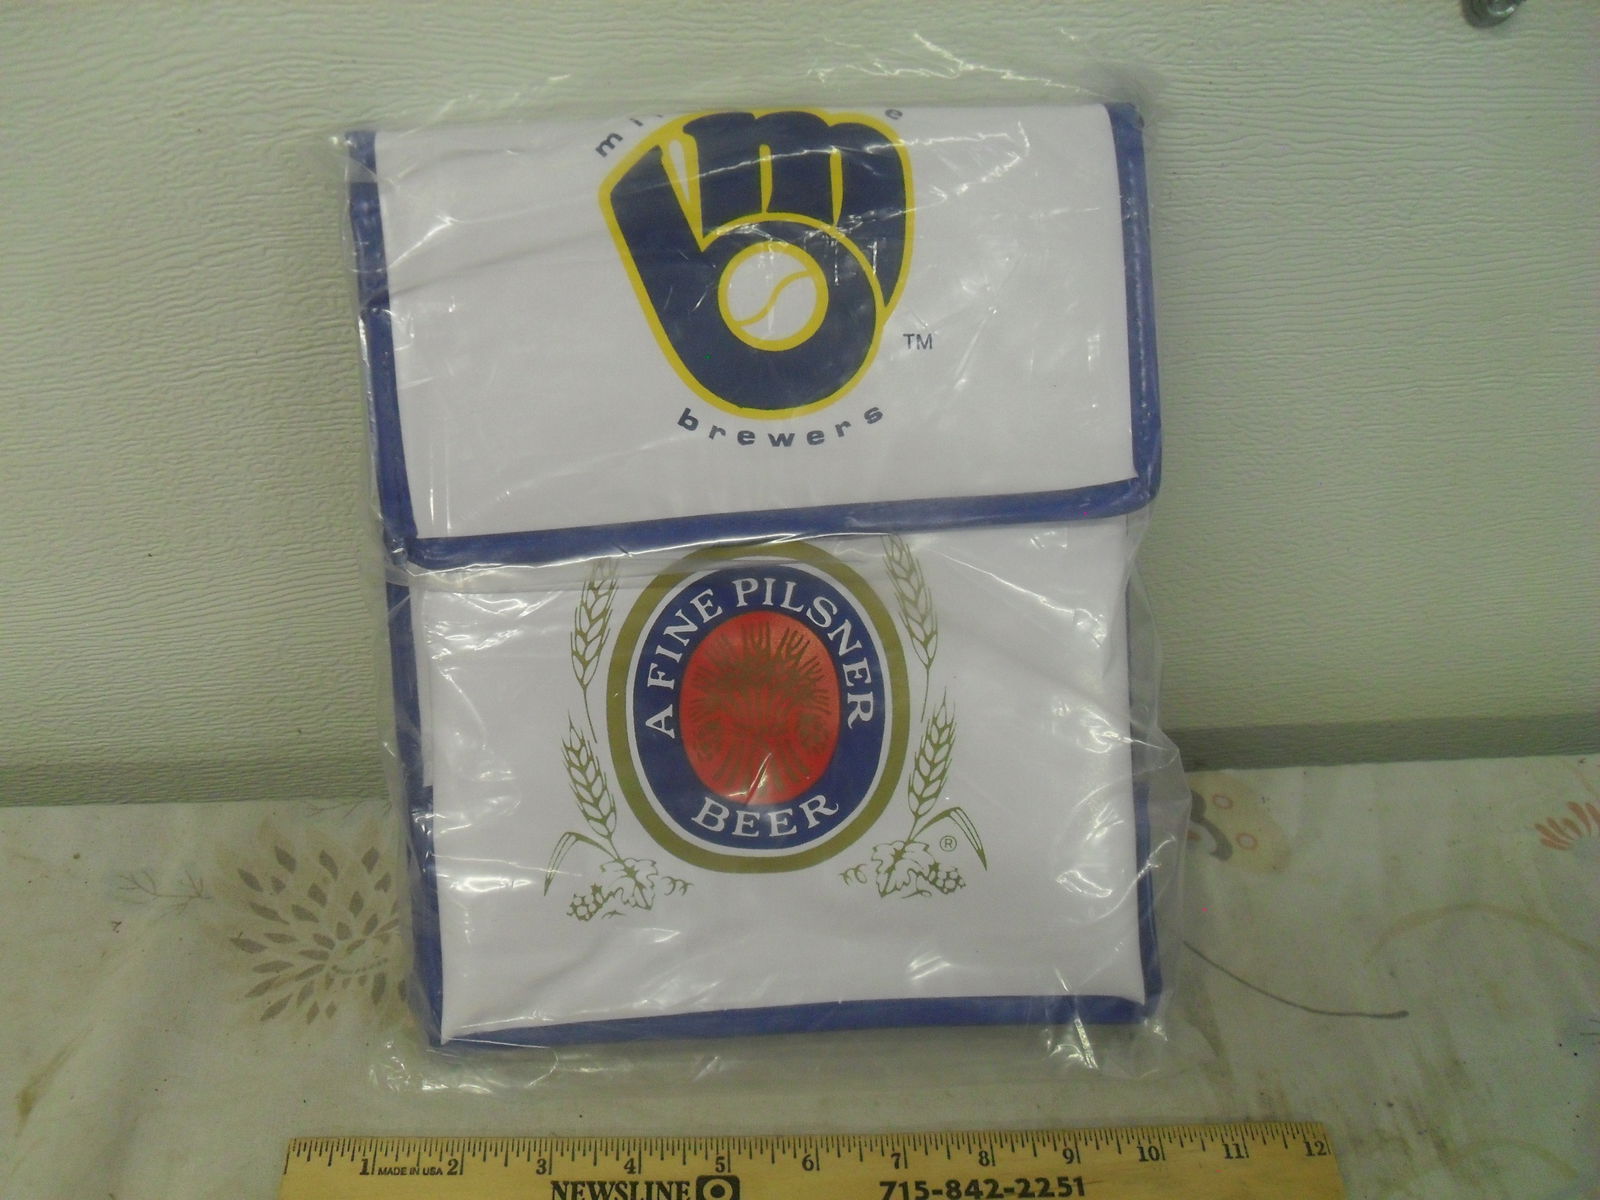 TM
brewers
A FINE PILSNER
BEER
®
1 2 3 4 5 6 7 8 9 10 11 12
MADE IN USA
NEWSLINE 715-842-2251